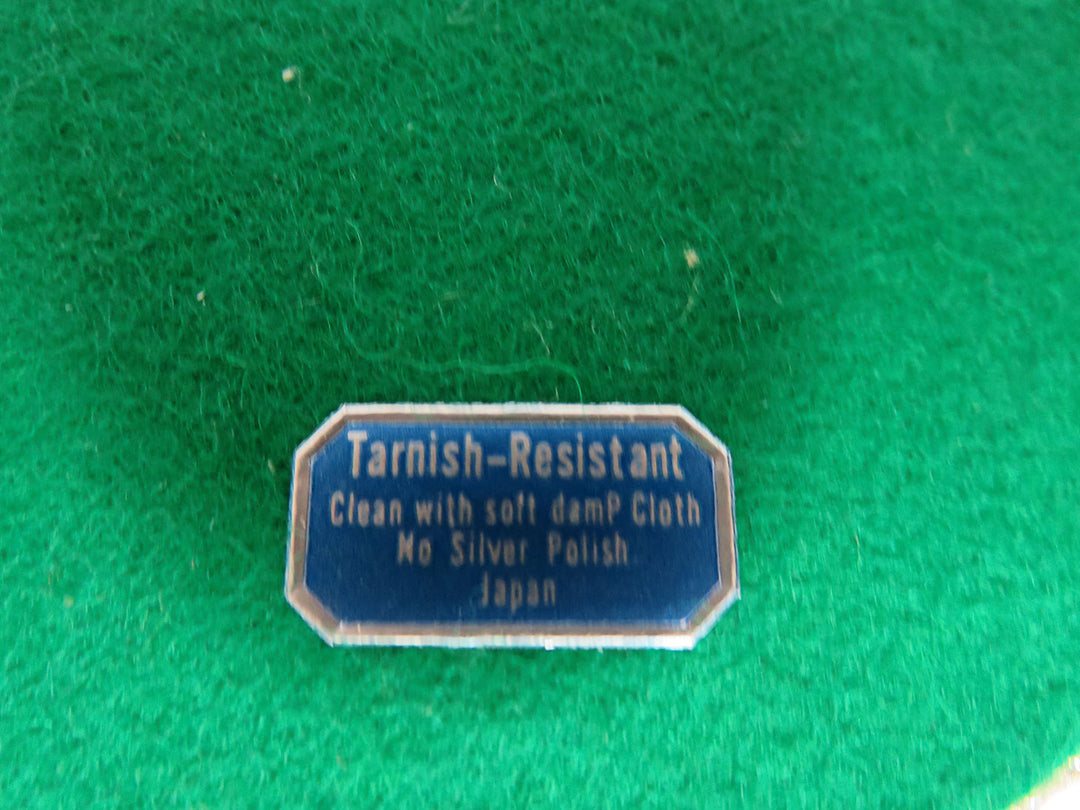 Tarnish-Resistant
Clean with soft damP Cloth
No Silver Polish
Japan